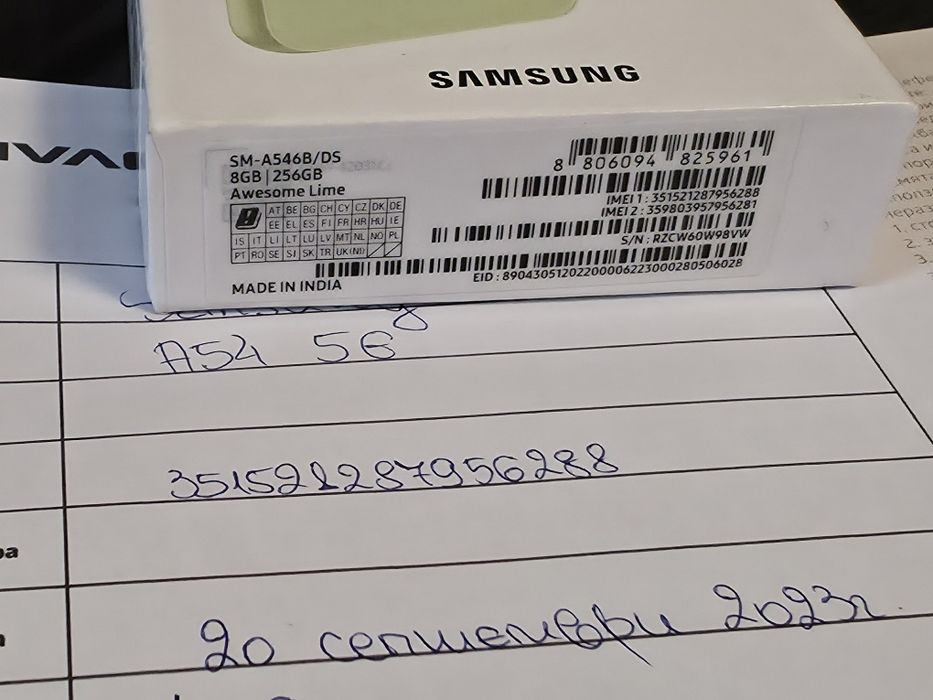 SAMSUNG
SM-A546B/DS
8GB | 256GB
Awesome Lime
AT BE BG CH CY CZ DK DE
EE EL ES FI FR HR HU IE
IS IT LI LT LU LV MT NL NO PL
PT RO SE SI SK TR UK(NI)
MADE IN INDIA
8 806094 825961
IMEI 1 : 351521287956288
IMEI 2 : 359803957956281
S/N : RZCW60W98VW
EID : 89043051202200006223000280506028
Samsung
A54 5G
351521287956288
20 септември 2023г.